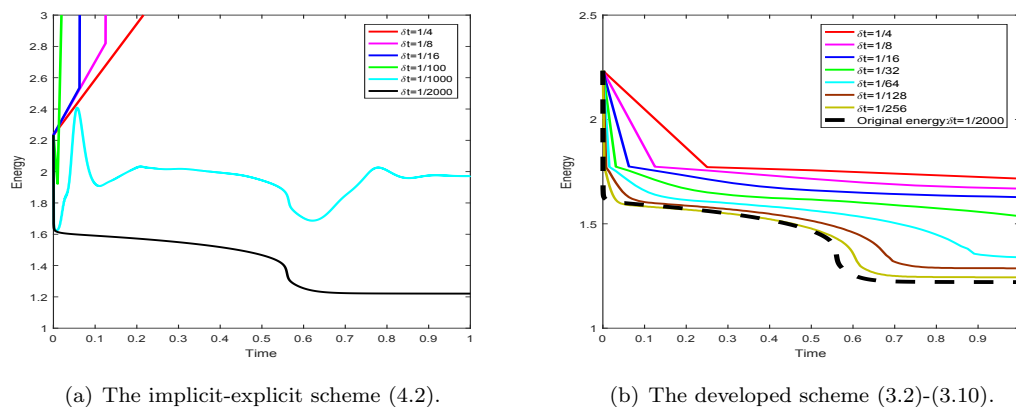 3
2.8
2.6
2.4
2.2
2
1.8
1.6
1.4
1.2
1
Energy
0 0.1 0.2 0.3 0.4 0.5 0.6 0.7 0.8 0.9 1
Time
δt=1/4
δt=1/8
δt=1/16
δt=1/100
δt=1/1000
δt=1/2000
(a) The implicit-explicit scheme (4.2).
2.5
2
1.5
1
Energy
0 0.1 0.2 0.3 0.4 0.5 0.6 0.7 0.8 0.9
Time
δt=1/4
δt=1/8
δt=1/16
δt=1/32
δt=1/64
δt=1/128
δt=1/256
Original energy:δt=1/2000
(b) The developed scheme (3.2)-(3.10).